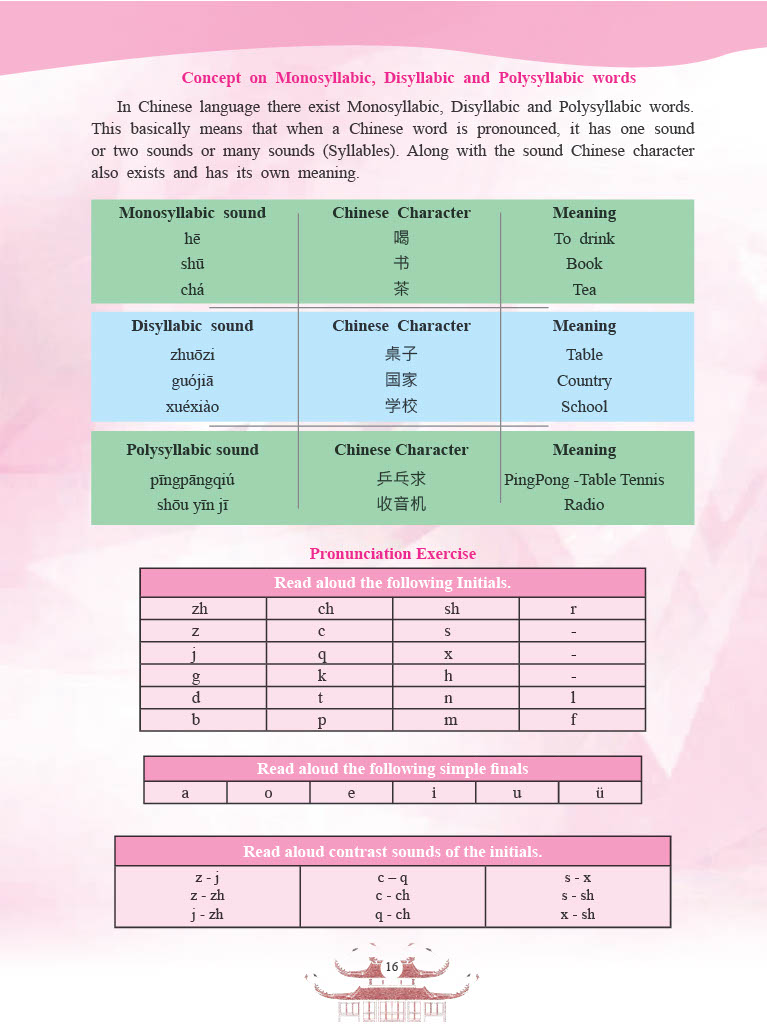 Concept on Monosyllabic, Disyllabic and Polysyllabic words
In Chinese language there exist Monosyllabic, Disyllabic and Polysyllabic words.
This basically means that when a Chinese word is pronounced, it has one sound
or two sounds or many sounds (Syllables). Along with the sound Chinese character
also exists and has its own meaning.
Monosyllabic sound Chinese Character Meaning
hē 喝 To drink
shū 书 Book
chá 茶 Tea
Disyllabic sound Chinese Character Meaning
zhuōzi 桌子 Table
guójiā 国家 Country
xuéxiào 学校 School
Polysyllabic sound Chinese Character Meaning
pīngpāngqiú 乒乓求 PingPong -Table Tennis
shōu yīn jī 收音机 Radio
Pronunciation Exercise
Read aloud the following Initials.
zh ch sh r
z c s -
j q x -
g k h -
d t n l
b p m f
Read aloud the following simple finals
a o e i u ü
Read aloud contrast sounds of the initials.
z - j c – q s - x
z - zh c - ch s - sh
j - zh q - ch x - sh
16